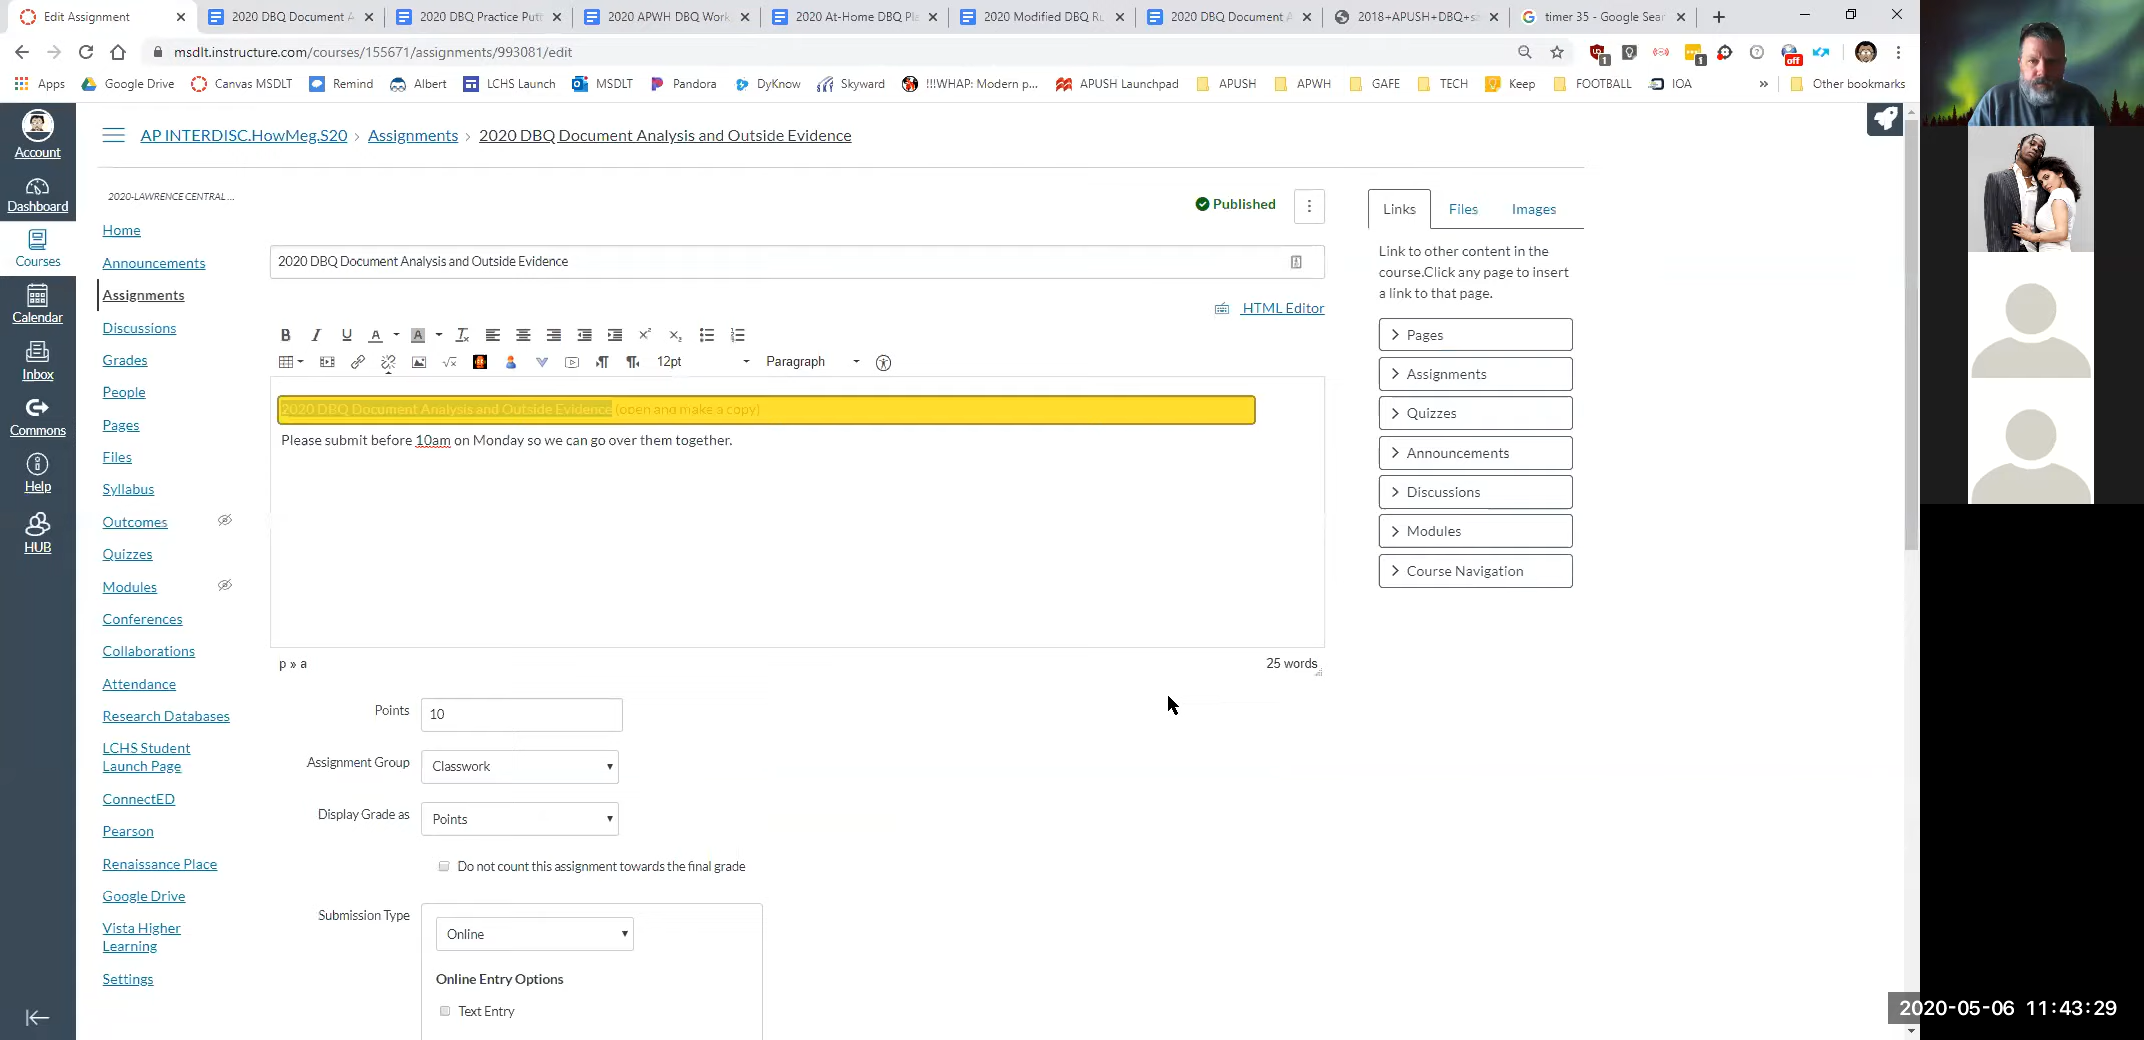 Edit Assignment
2020 DBQ Document A
2020 DBQ Practice Putt
2020 APWH DBQ Work
2020 At-Home DBQ Pla
2020 Modified DBQ Ru
2020 DBQ Document A
2018+APUSH+DBQ+sa
timer 35 - Google Sear
msdlt.instructure.com/courses/155671/assignments/993081/edit
Apps
Google Drive
Canvas MSDLT
Remind
Albert
LCHS Launch
MSDLT
Pandora
DyKnow
Skyward
!!!WHAP: Modern p...
APUSH Launchpad
APUSH
APWH
GAFE
TECH
Keep
FOOTBALL
IOA
»
Other bookmarks
Account
Dashboard
Courses
Calendar
Inbox
Commons
Help
HUB
AP INTERDISC.HowMeg.S20 › Assignments › 2020 DBQ Document Analysis and Outside Evidence
2020-LAWRENCE CENTRAL ...
Home
Announcements
Assignments
Discussions
Grades
People
Pages
Files
Syllabus
Outcomes
Quizzes
Modules
Conferences
Collaborations
Attendance
Research Databases
LCHS Student
Launch Page
ConnectED
Pearson
Renaissance Place
Google Drive
Vista Higher
Learning
Settings
Published
2020 DBQ Document Analysis and Outside Evidence
HTML Editor
12pt
Paragraph
2020 DBQ Document Analysis and Outside Evidence (open and make a copy)
Please submit before 10am on Monday so we can go over them together.
p » a
25 words
Points
10
Assignment Group
Classwork
Display Grade as
Points
Do not count this assignment towards the final grade
Submission Type
Online
Online Entry Options
Text Entry
Links
Files
Images
Link to other content in the
course.Click any page to insert
a link to that page.
Pages
Assignments
Quizzes
Announcements
Discussions
Modules
Course Navigation
off
1
1
2020-05-06 11:43:29